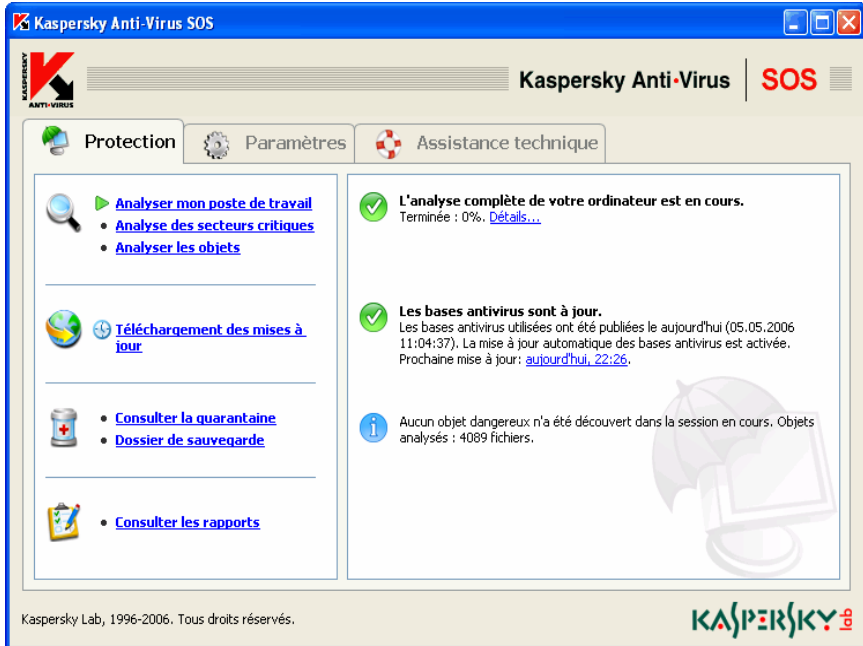 Kaspersky Anti-Virus SOS
KASPERSKY
ANTI•VIRUS
Kaspersky Anti•Virus SOS
Protection
Paramètres
Assistance technique
Analyser mon poste de travail
Analyse des secteurs critiques
Analyser les objets
Téléchargement des mises à
jour
Consulter la quarantaine
Dossier de sauvegarde
Consulter les rapports
L'analyse complète de votre ordinateur est en cours.
Terminée : 0%. Détails...
Les bases antivirus sont à jour.
Les bases antivirus utilisées ont été publiées le aujourd'hui (05.05.2006
11:04:37). La mise à jour automatique des bases antivirus est activée.
Prochaine mise à jour: aujourd'hui, 22:26.
Aucun objet dangereux n'a été découvert dans la session en cours. Objets
analysés : 4089 fichiers.
Kaspersky Lab, 1996-2006. Tous droits réservés.
KASPERSKY lab